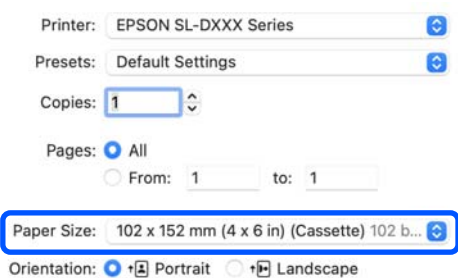 Printer: EPSON SL-DXXX Series
Presets: Default Settings
Copies: 1
Pages: All
From: 1 to: 1
Paper Size: 102 x 152 mm (4 x 6 in) (Cassette) 102 b...
Orientation: Portrait Landscape